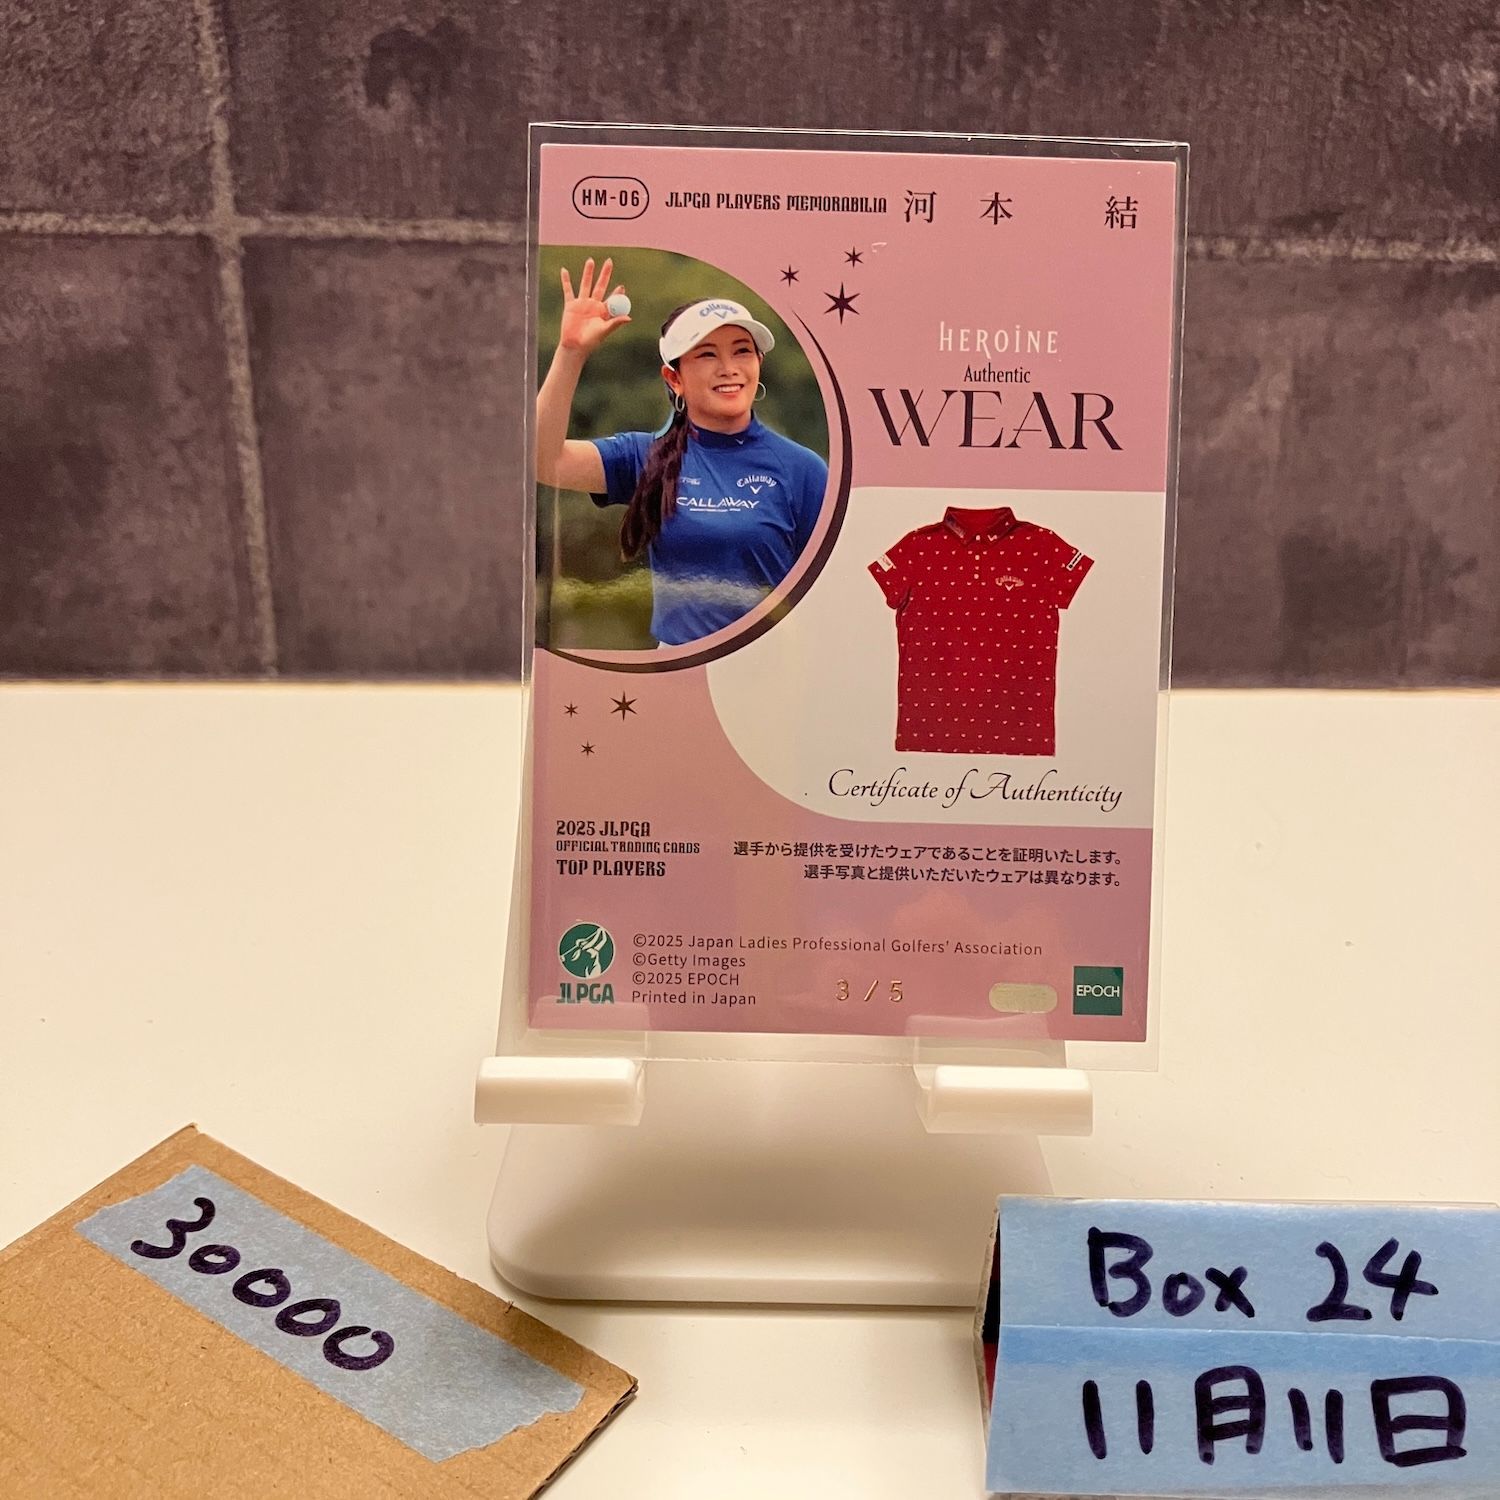 HM-06 JLPGA PLAYERS MEMORABILIA 河本 結
Callaway
Callaway
CALLAWAY
HEROINE
Authentic
WEAR
Callaway
Certificate of Authenticity
2025 JLPGA
OFFICIAL TRADING CARDS
TOP PLAYERS
選手から提供を受けたウェアであることを証明いたします。
選手写真と提供いただいたウェアは異なります。
JLPGA
©2025 Japan Ladies Professional Golfers' Association
©Getty Images
©2025 EPOCH
Printed in Japan
3 / 5
EPOCH
30000
Box 24
11月11日